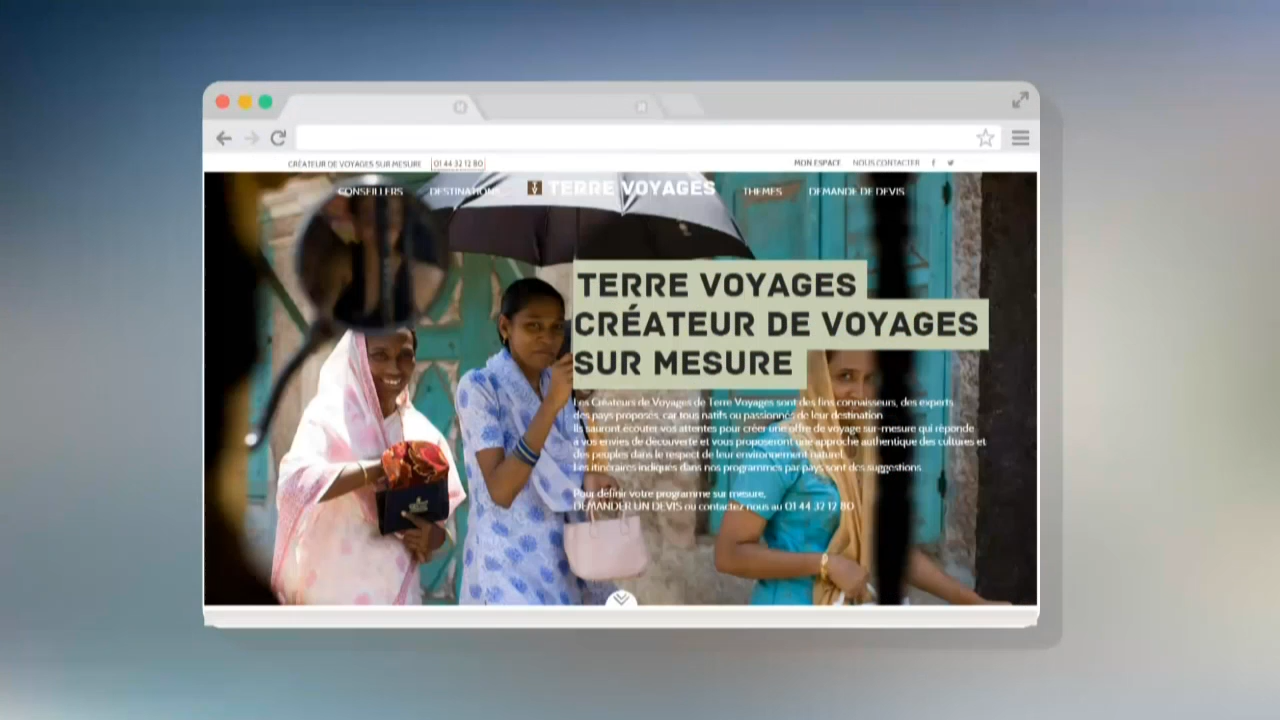 CRÉATEUR DE VOYAGES SUR MESURE 01 44 32 12 80 MON ESPACE NOUS CONTACTER
CONSEILLERS DESTINATIONS TERRE VOYAGES THEMES DEMANDE DE DEVIS
TERRE VOYAGES
CRÉATEUR DE VOYAGES
SUR MESURE
Les Créateurs de Voyages de Terre Voyages sont des fins connaisseurs, des experts
des pays proposés, car tous natifs ou passionnés de leur destination
Ils sauront écouter vos attentes pour créer une offre de voyage sur-mesure qui réponde
à vos envies de découverte et vous proposeront une approche authentique des cultures et
des peuples dans le respect de leur environnement naturel.
Les itinéraires indiqués dans nos programmes par pays sont des suggestions
Pour définir votre programme sur mesure,
DEMANDER UN DEVIS ou contactez nous au 01 44 32 12 80